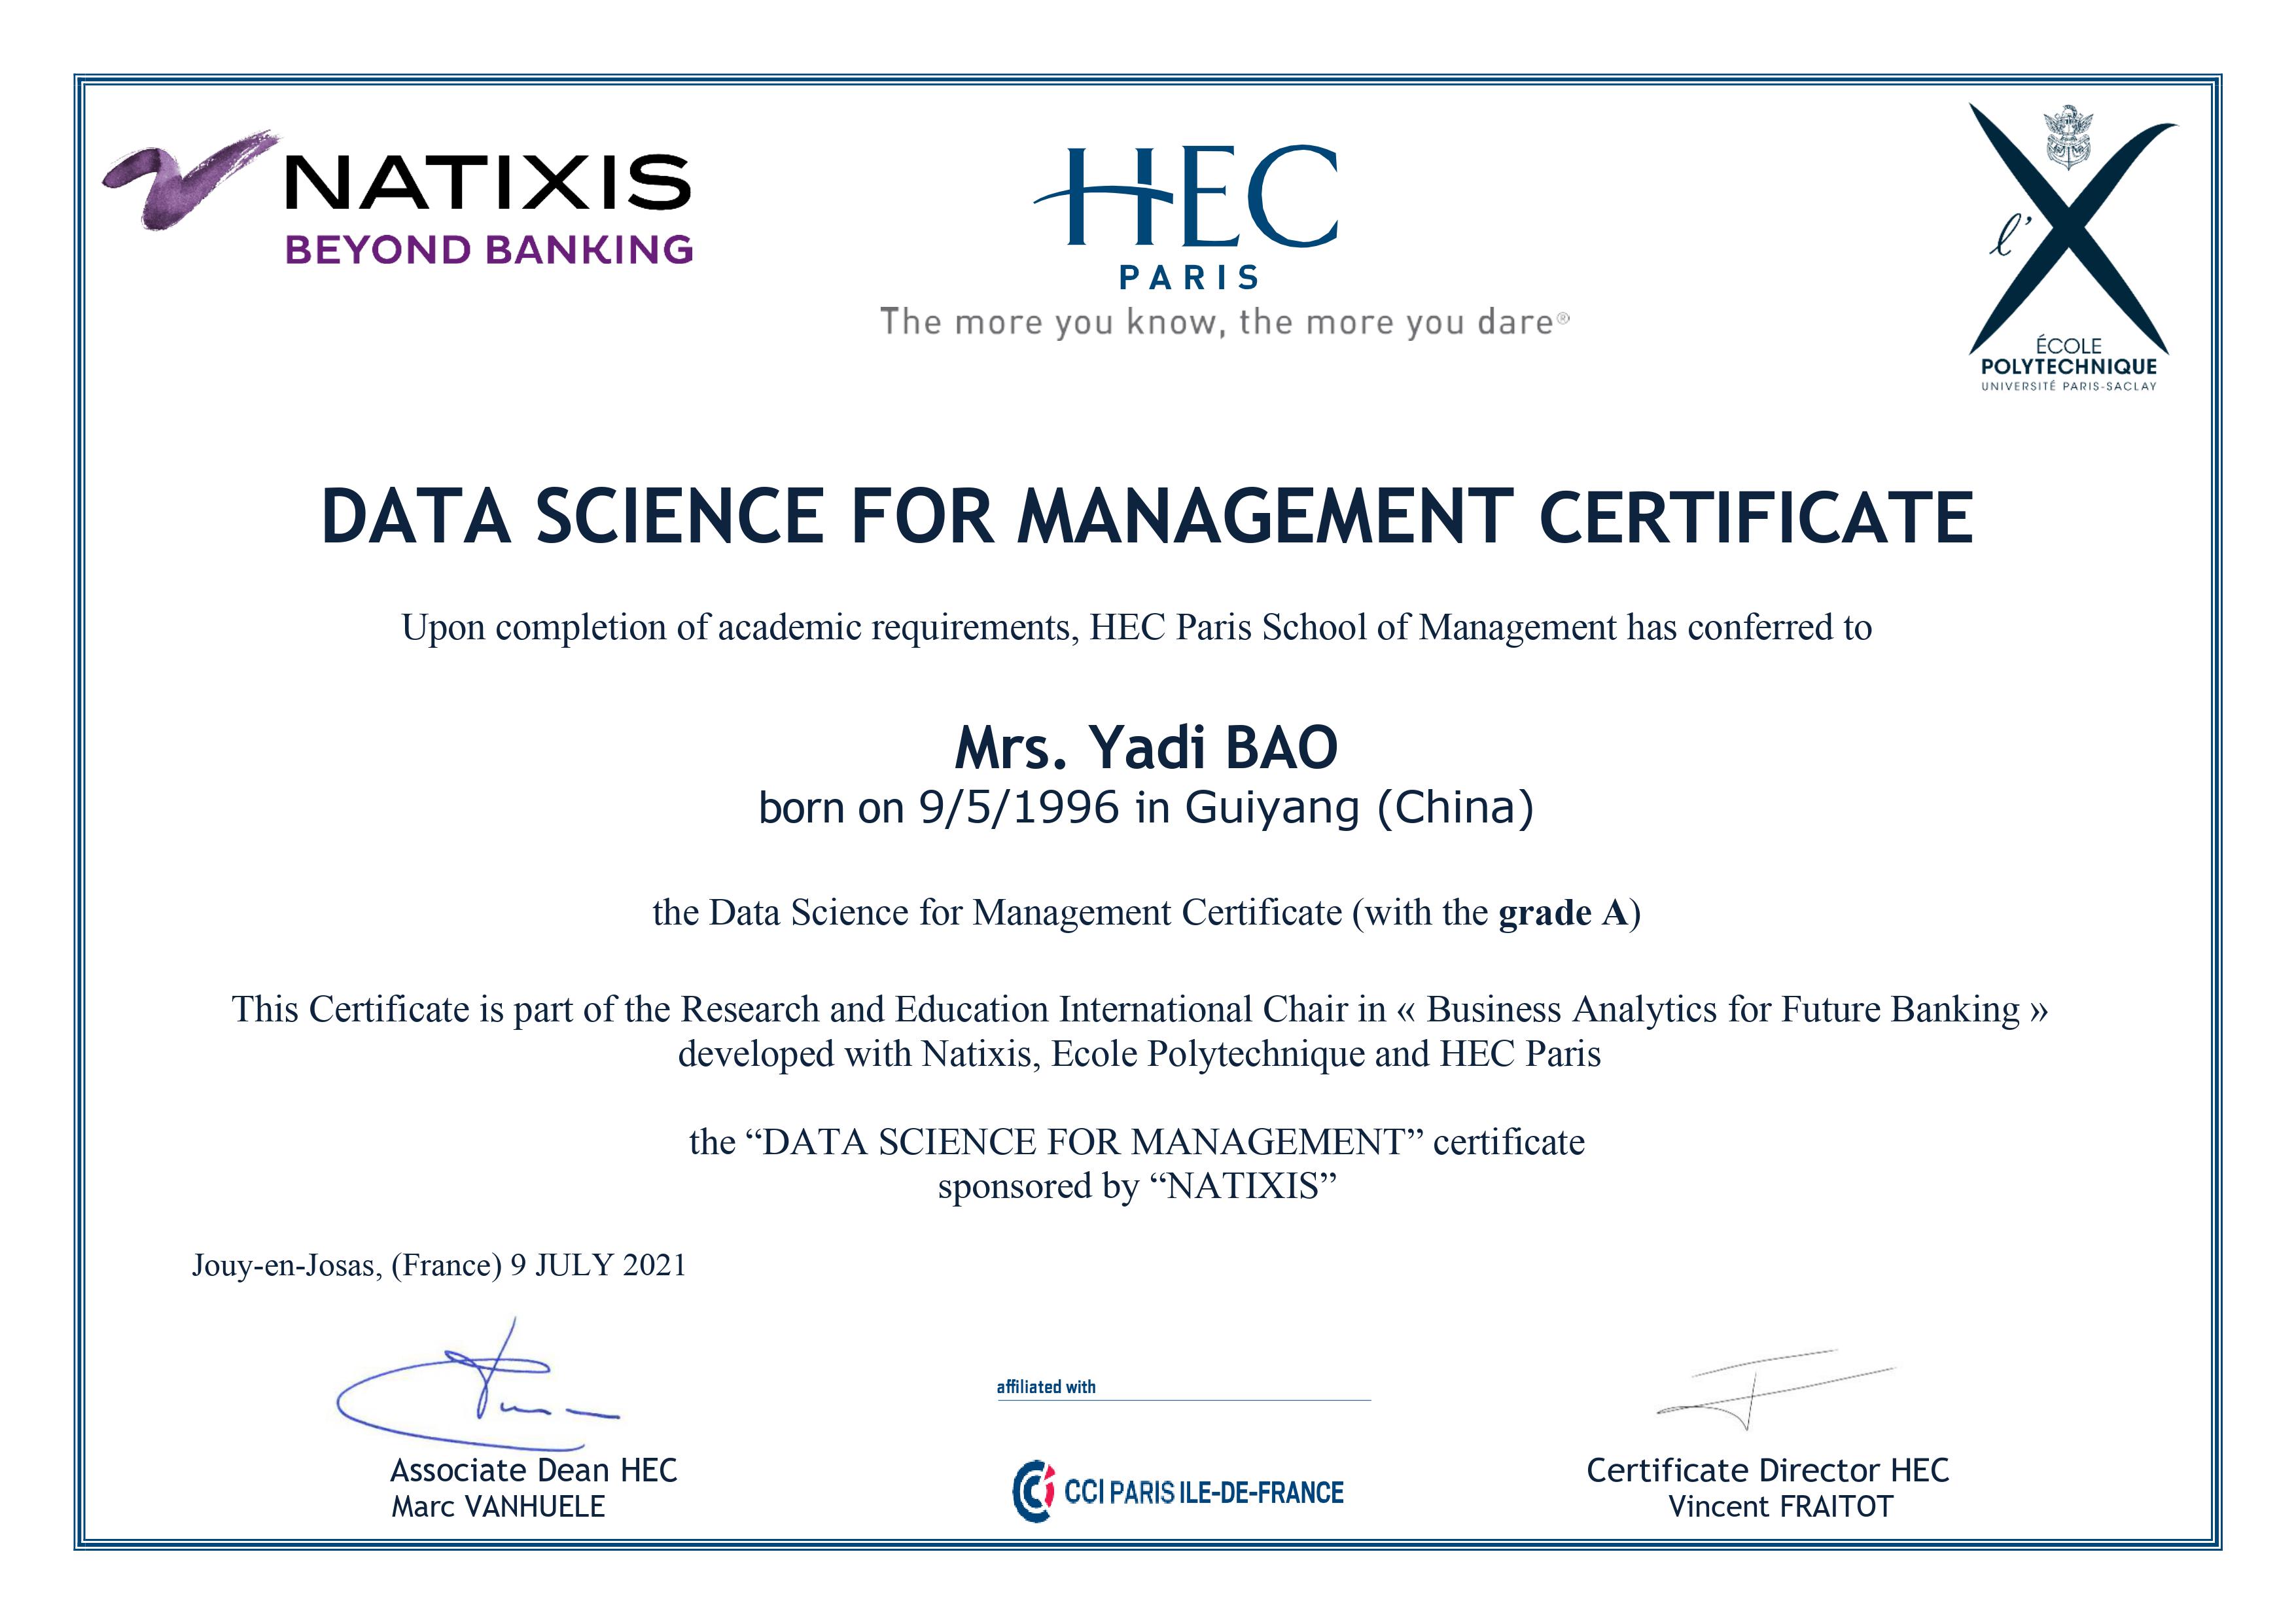 NATIXIS
BEYOND BANKING
HEC
PARIS
The more you know, the more you dare®
l'X
ÉCOLE
POLYTECHNIQUE
UNIVERSITÉ PARIS-SACLAY
DATA SCIENCE FOR MANAGEMENT CERTIFICATE
Upon completion of academic requirements, HEC Paris School of Management has conferred to
Mrs. Yadi BAO
born on 9/5/1996 in Guiyang (China)
the Data Science for Management Certificate (with the grade A)
This Certificate is part of the Research and Education International Chair in « Business Analytics for Future Banking »
developed with Natixis, Ecole Polytechnique and HEC Paris
the “DATA SCIENCE FOR MANAGEMENT” certificate
sponsored by “NATIXIS”
Jouy-en-Josas, (France) 9 JULY 2021
affiliated with
Associate Dean HEC
Marc VANHUELE
CCI PARIS ILE-DE-FRANCE
Certificate Director HEC
Vincent FRAITOT